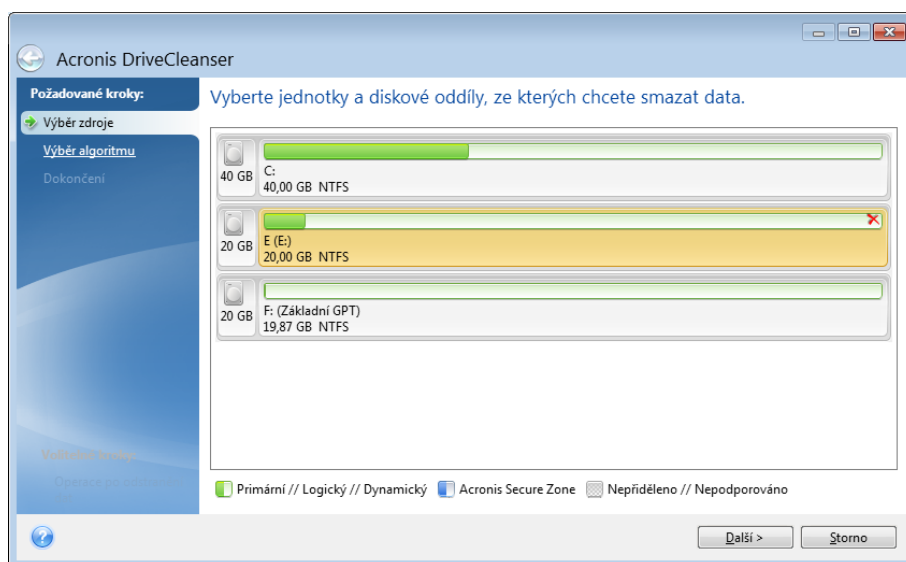 Acronis DriveCleanser
Požadované kroky:
Výběr zdroje
Výběr algoritmu
Dokončení
Vyberte jednotky a diskové oddíly, ze kterých chcete smazat data.
40 GB
C:
40,00 GB NTFS
20 GB
E (E:)
20,00 GB NTFS
20 GB
F: (Základní GPT)
19,87 GB NTFS
Primární // Logický // Dynamický
Acronis Secure Zone
Nepřiděleno // Nepodporováno
Další >
Storno